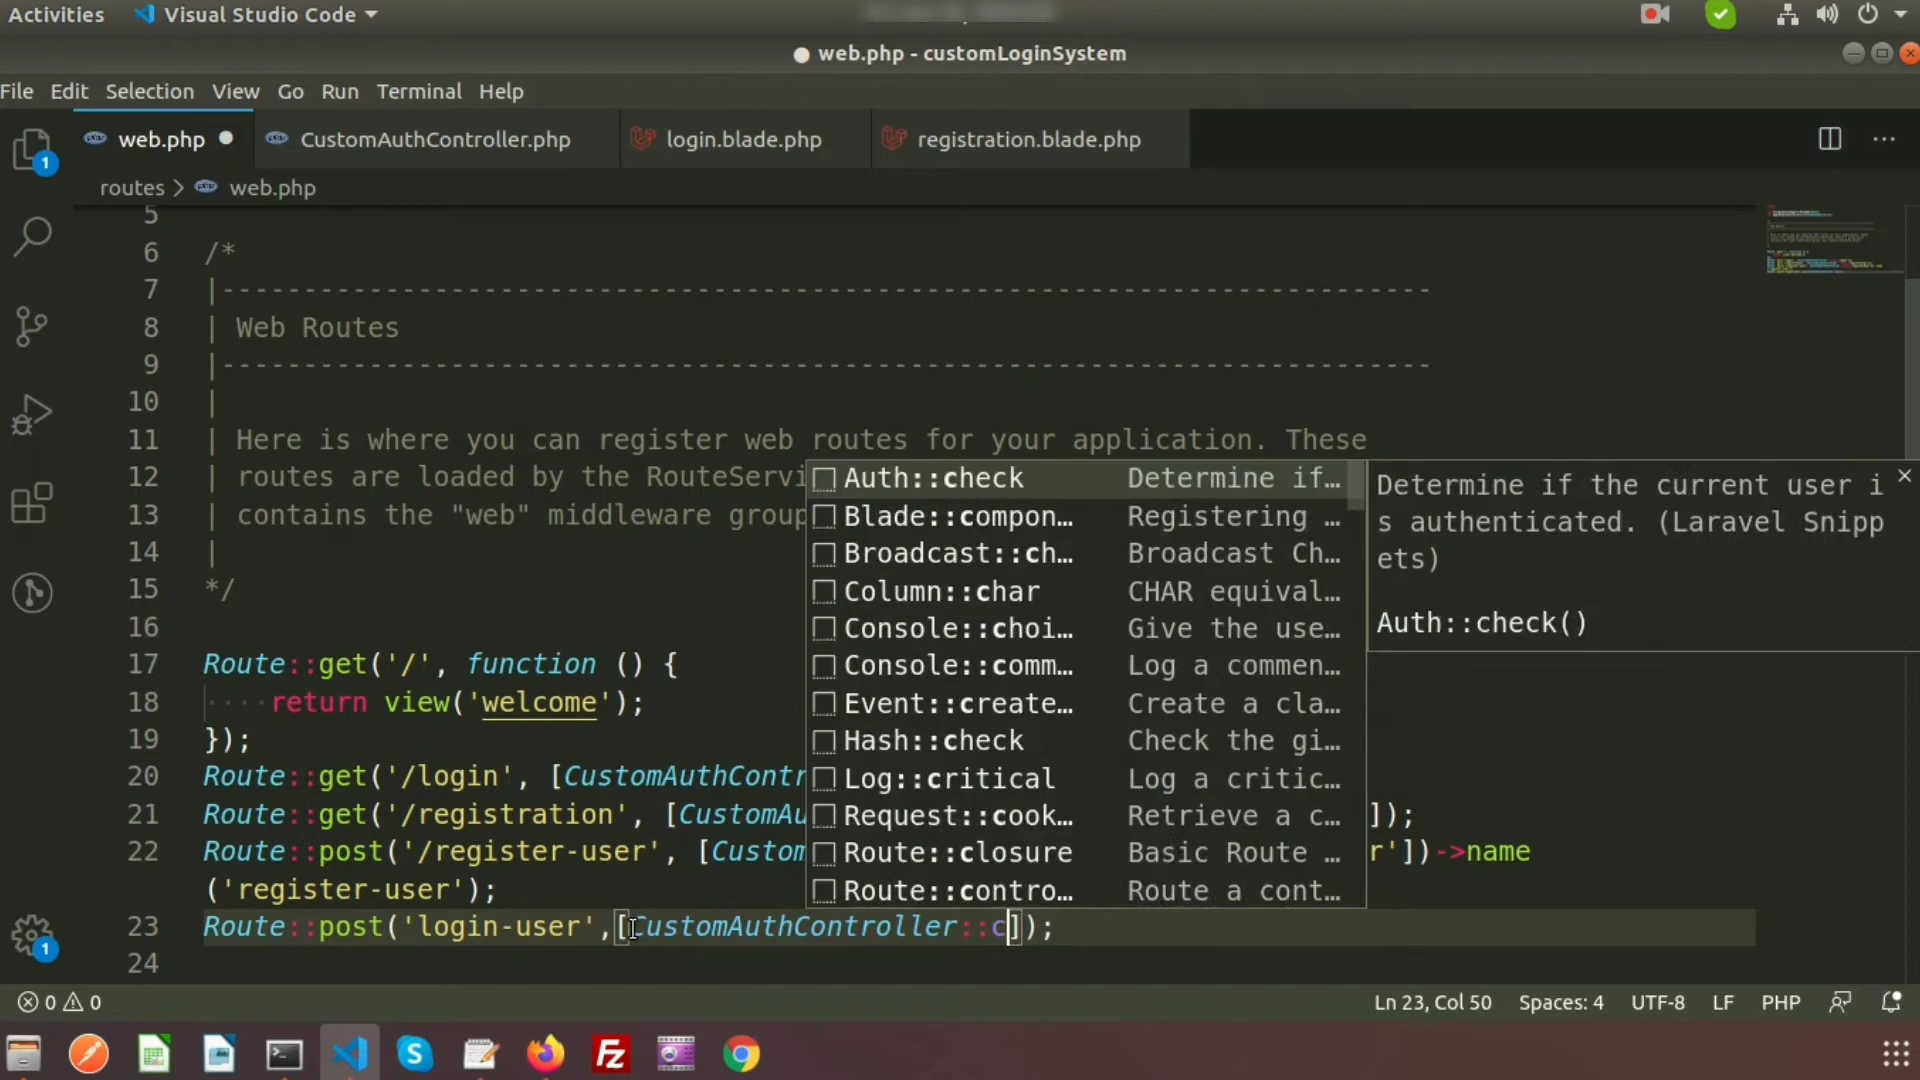 Activities Visual Studio Code
web.php - customLoginSystem
File Edit Selection View Go Run Terminal Help
web.php CustomAuthController.php login.blade.php registration.blade.php
routes > web.php
5
6 /*
7 |--------------------------------------------------------------------------
8 | Web Routes
9 |--------------------------------------------------------------------------
10 |
11 | Here is where you can register web routes for your application. These
12 | routes are loaded by the RouteServi
13 | contains the "web" middleware group
14 |
15 */
16
17 Route::get('/', function () {
18 ····return view('welcome');
19 });
20 Route::get('/login', [CustomAuthContr
21 Route::get('/registration', [CustomAu ]);
22 Route::post('/register-user', [Custom r'])->name
('register-user');
23 Route::post('login-user',[CustomAuthController::c]);
24
Auth::check Determine if…
Blade::compon… Registering …
Broadcast::ch… Broadcast Ch…
Column::char CHAR equival…
Console::choi… Give the use…
Console::comm… Log a commen…
Event::create… Create a cla…
Hash::check Check the gi…
Log::critical Log a critic…
Request::cook… Retrieve a c…
Route::closure Basic Route …
Route::contro… Route a cont…
Determine if the current user i
s authenticated. (Laravel Snipp
ets)
Auth::check()
1
1
0 0 Ln 23, Col 50 Spaces: 4 UTF-8 LF PHP
S
Fz